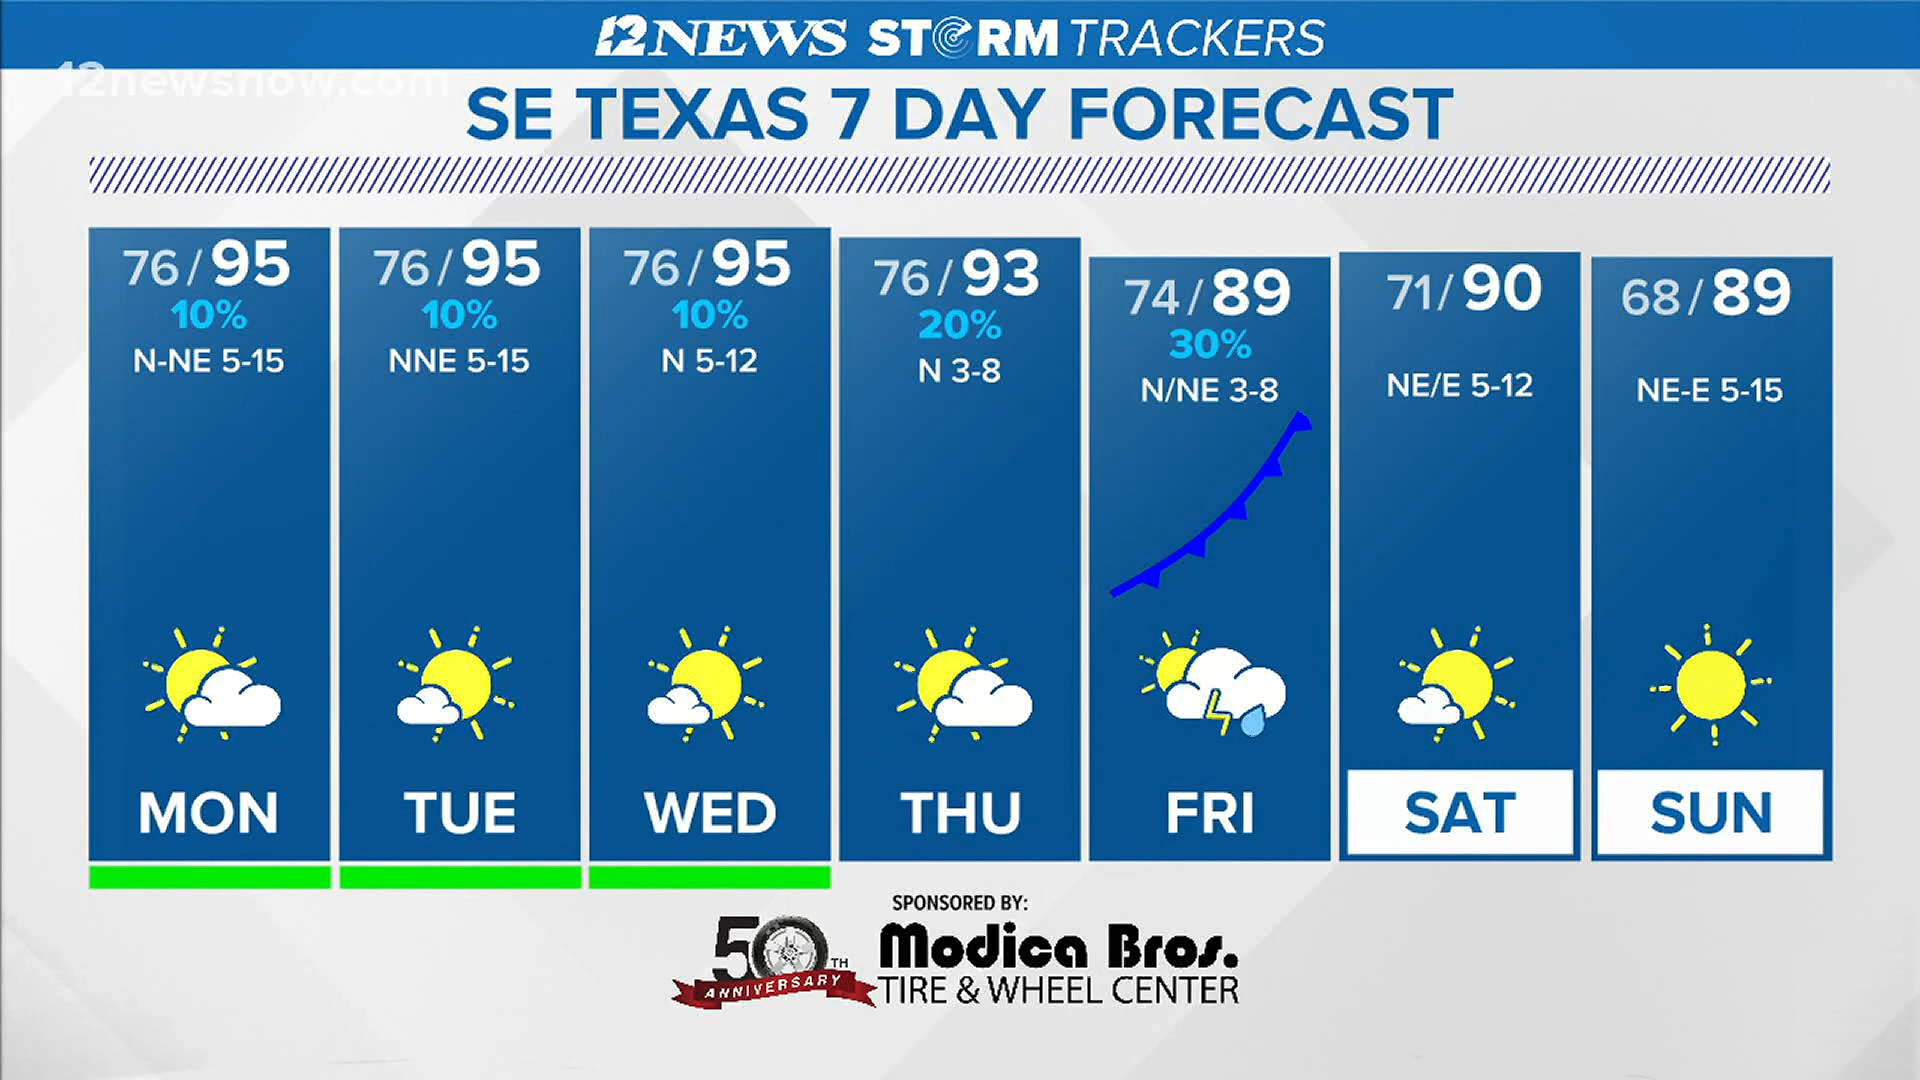 12NEWS STORM TRACKERS
12newsnow.com
SE TEXAS 7 DAY FORECAST
76/95
10%
N-NE 5-15
MON
76/95
10%
NNE 5-15
TUE
76/95
10%
N 5-12
WED
76/93
20%
N 3-8
THU
74/89
30%
N/NE 3-8
FRI
71/90
NE/E 5-12
SAT
68/89
NE-E 5-15
SUN
SPONSORED BY:
50TH
ANNIVERSARY
Modica Bros.
TIRE & WHEEL CENTER